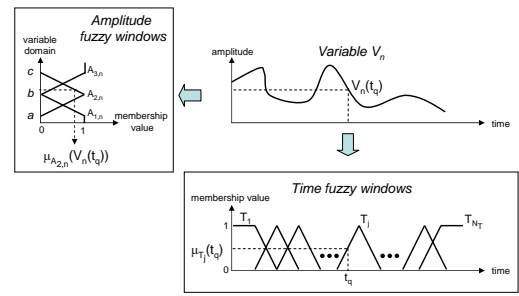 Amplitude
fuzzy windows
variable
domain
c
b
a
A3,n
A2,n
A1,n
0
1
membership
value
μA2,n(Vn(tq))
Variable Vn
amplitude
Vn(tq)
time
Time fuzzy windows
membership value
T1
Tj
TNT
1
μTj(tq)
0
•••
•••
tq
time